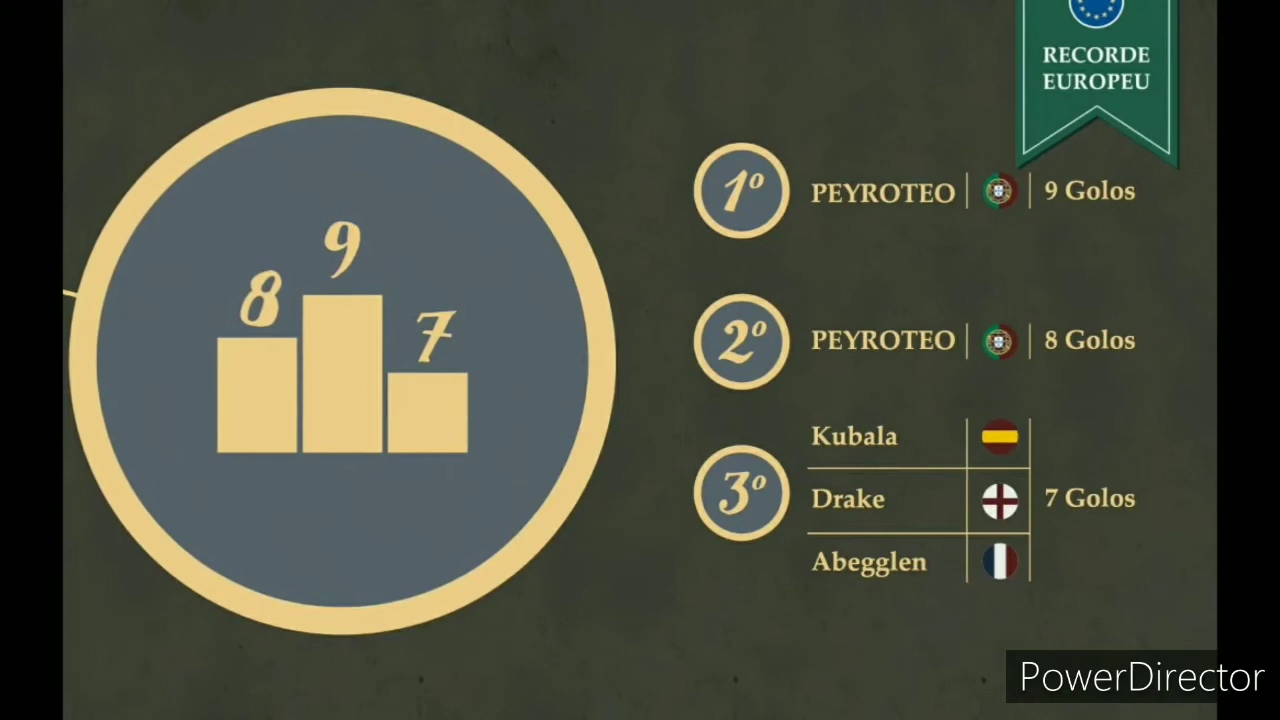 RECORDE
EUROPEU
8
9
7
1º PEYROTEO 9 Golos
2º PEYROTEO 8 Golos
3º
Kubala
Drake 7 Golos
Abegglen
PowerDirector